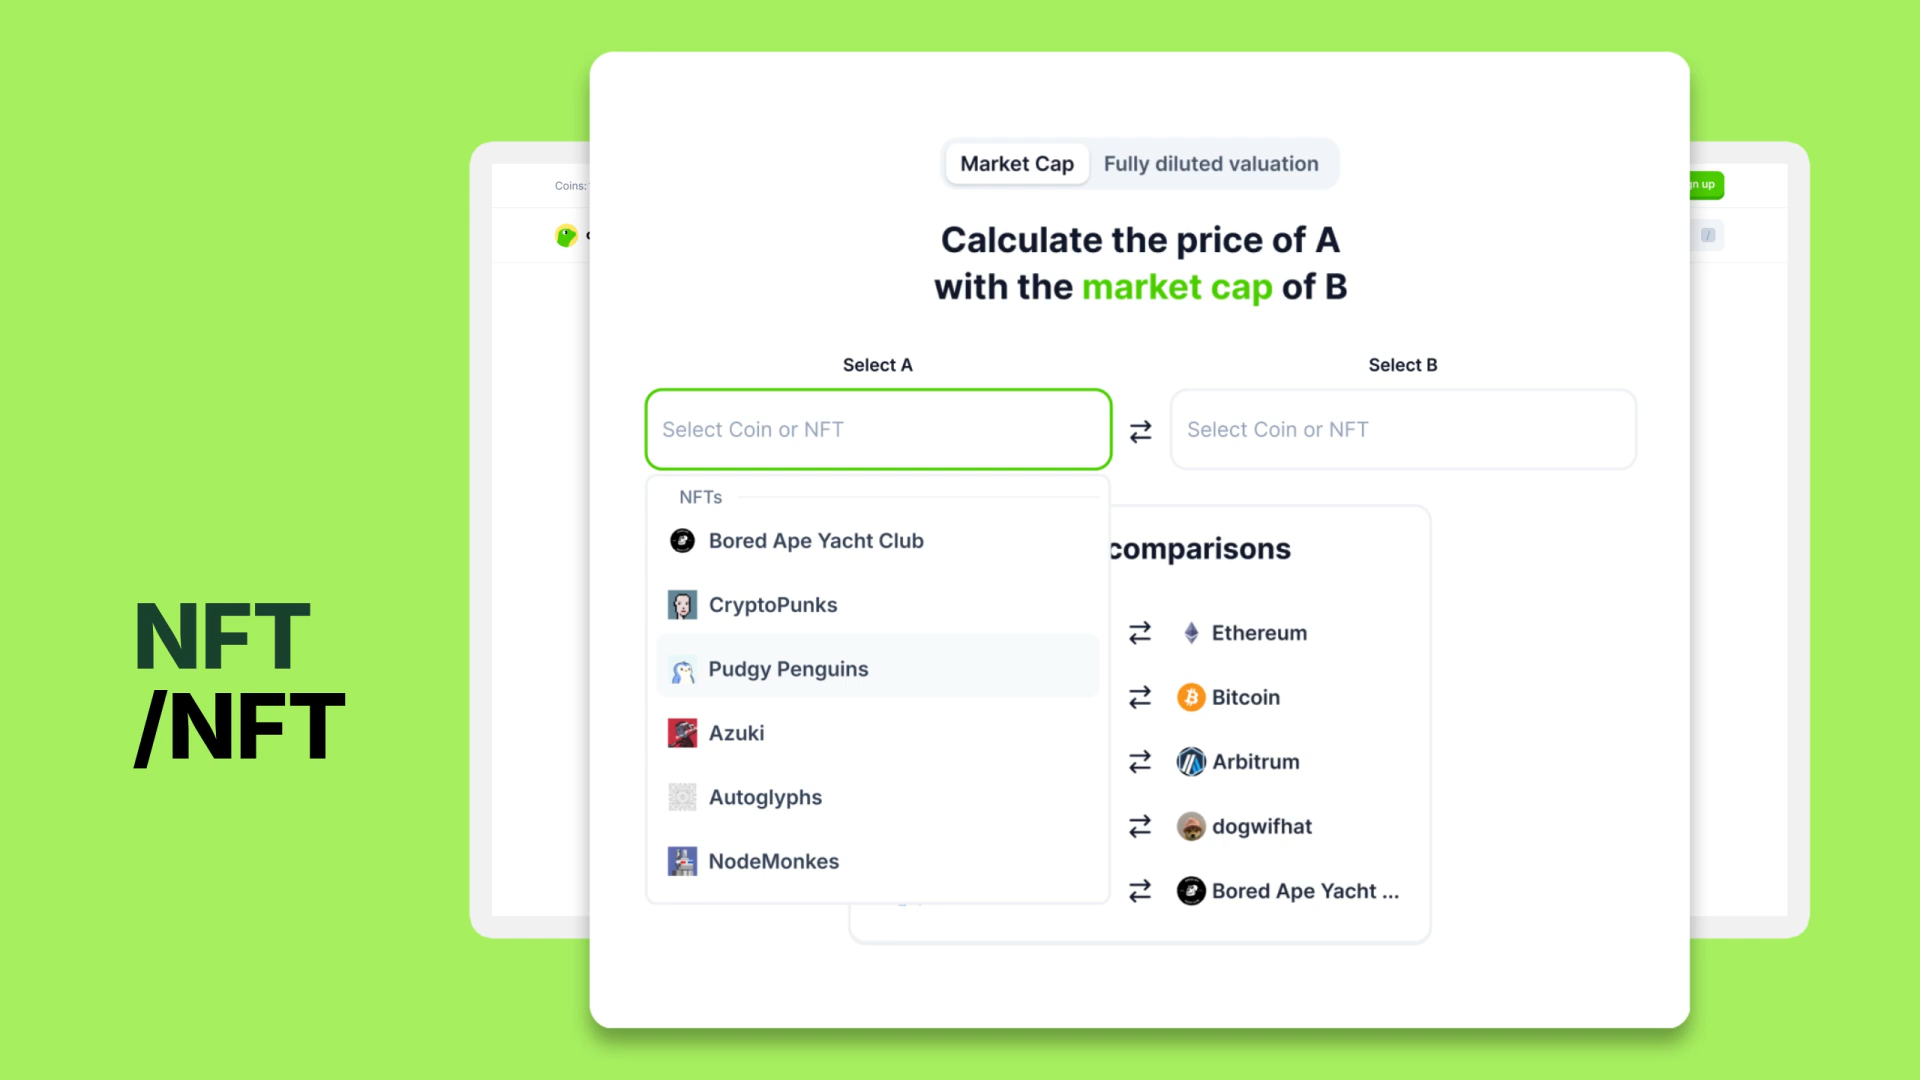 Market Cap Fully diluted valuation
Coins:
Calculate the price of A
with the market cap of B
Select A Select B
Select Coin or NFT Select Coin or NFT
NFTs
Bored Ape Yacht Club
CryptoPunks
Pudgy Penguins
Azuki
Autoglyphs
NodeMonkes
comparisons
Ethereum
Bitcoin
Arbitrum
dogwifhat
Bored Ape Yacht ...
up
/
NFT
/NFT